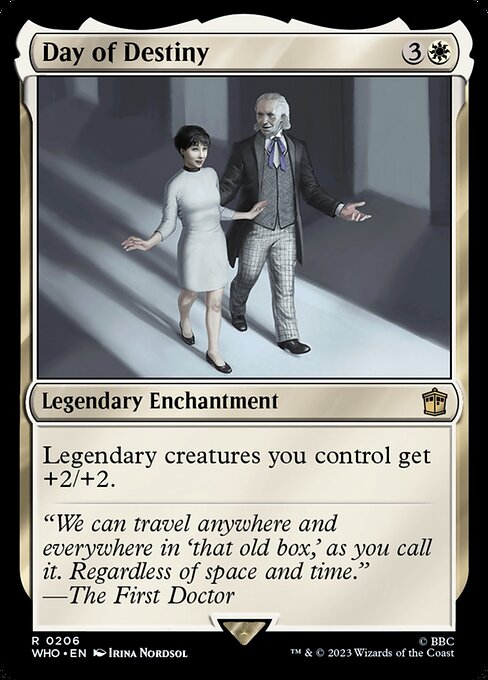 Day of Destiny 3
Legendary Enchantment
Legendary creatures you control get
+2/+2.
“We can travel anywhere and
everywhere in ‘that old box,’ as you call
it. Regardless of space and time.”
—The First Doctor
R 0206
WHO • EN Irina Nordsol
© BBC
™ & © 2023 Wizards of the Coast